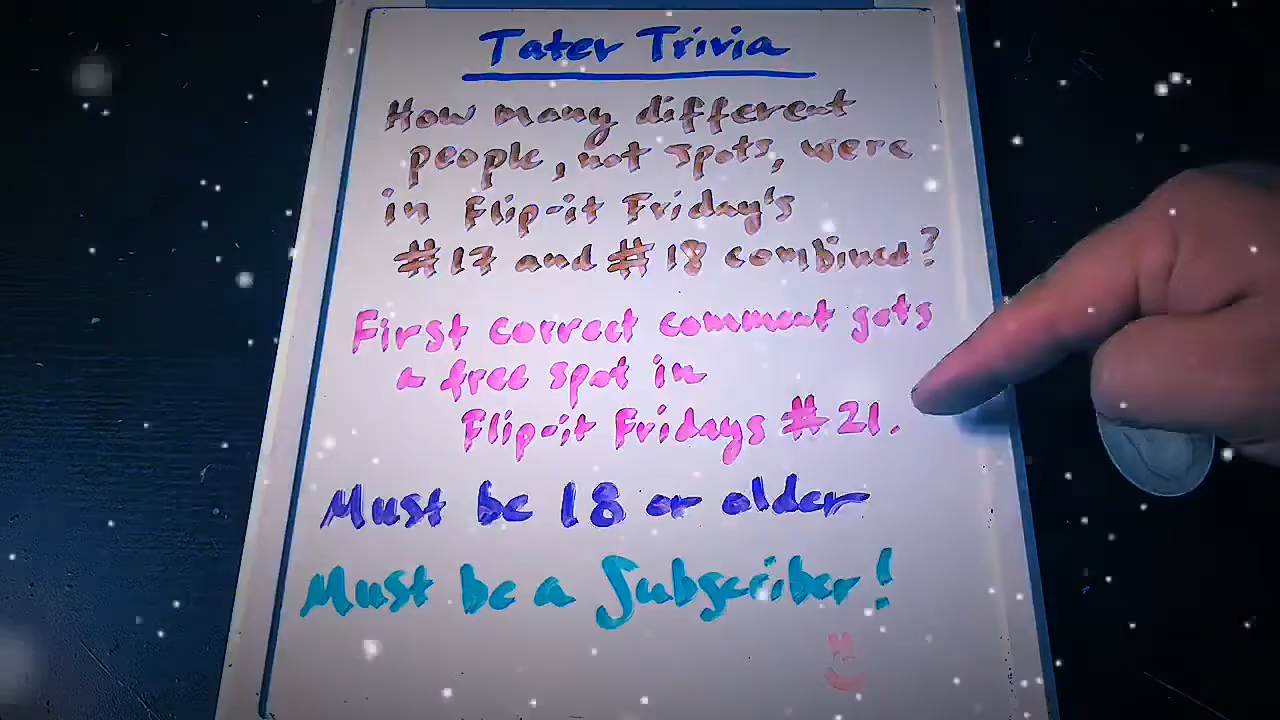 Tater Trivia
How many different
people, not spots, were
in Flip-it Friday's
#17 and #18 combined?
First correct comment gets
a free spot in
Flip-it Fridays #21.
Must be 18 or older
Must be a Subscriber!